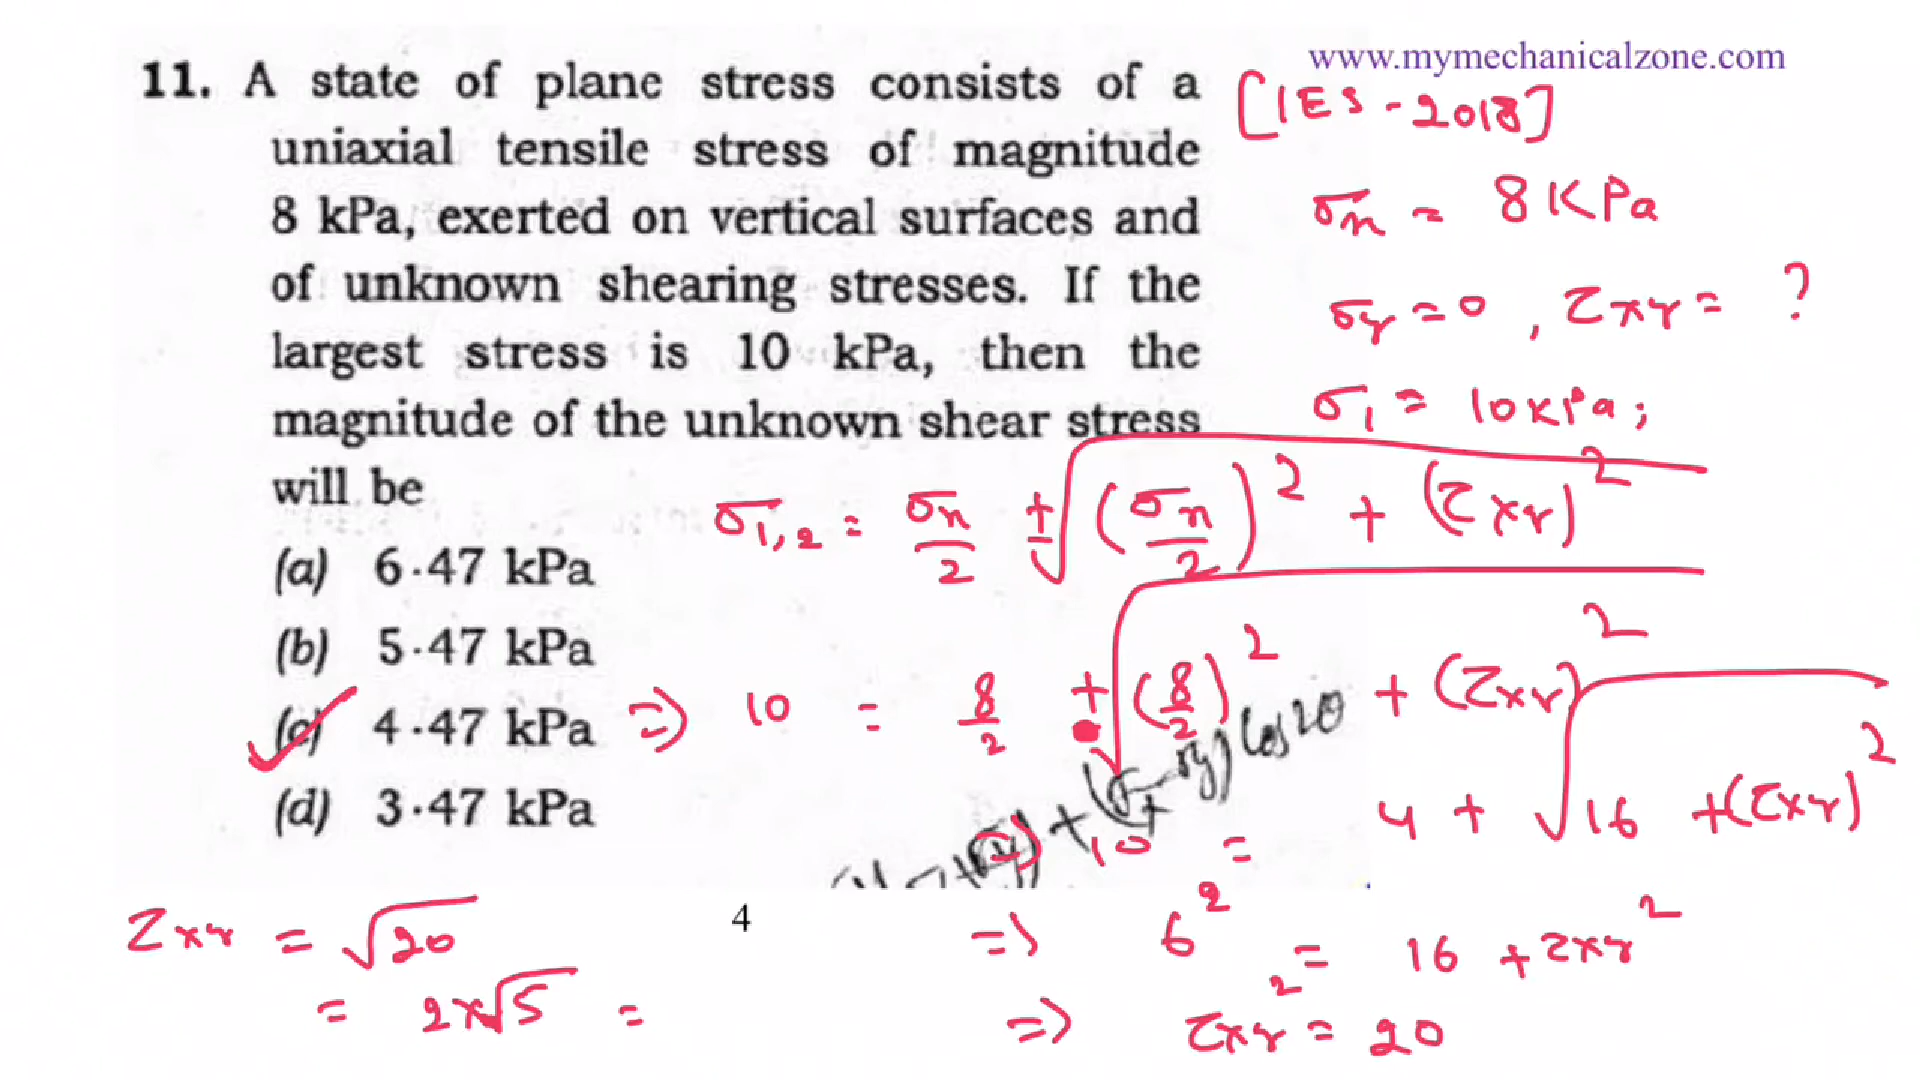 www.mymechanicalzone.com
11. A state of plane stress consists of a
uniaxial tensile stress of magnitude
8 kPa, exerted on vertical surfaces and
of unknown shearing stresses. If the
largest stress is 10 kPa, then the
magnitude of the unknown shear stress
will be
(a) 6·47 kPa
(b) 5·47 kPa
(c) 4·47 kPa
(d) 3·47 kPa
[IES-2018]
σx = 8KPa
σy = 0, τxy = ?
σ1 = 10KPa;
σ1,2 = σx/2 ± √((σx/2)² + (τxy)²)
=> 10 = 8/2 ± √((8/2)² + (τxy)²)
=> 10 = 4 + √(16 + (τxy)²)
=> 6² = 16 + τxy²
=> τxy² = 20
τxy = √20
= 2×√5 =
4